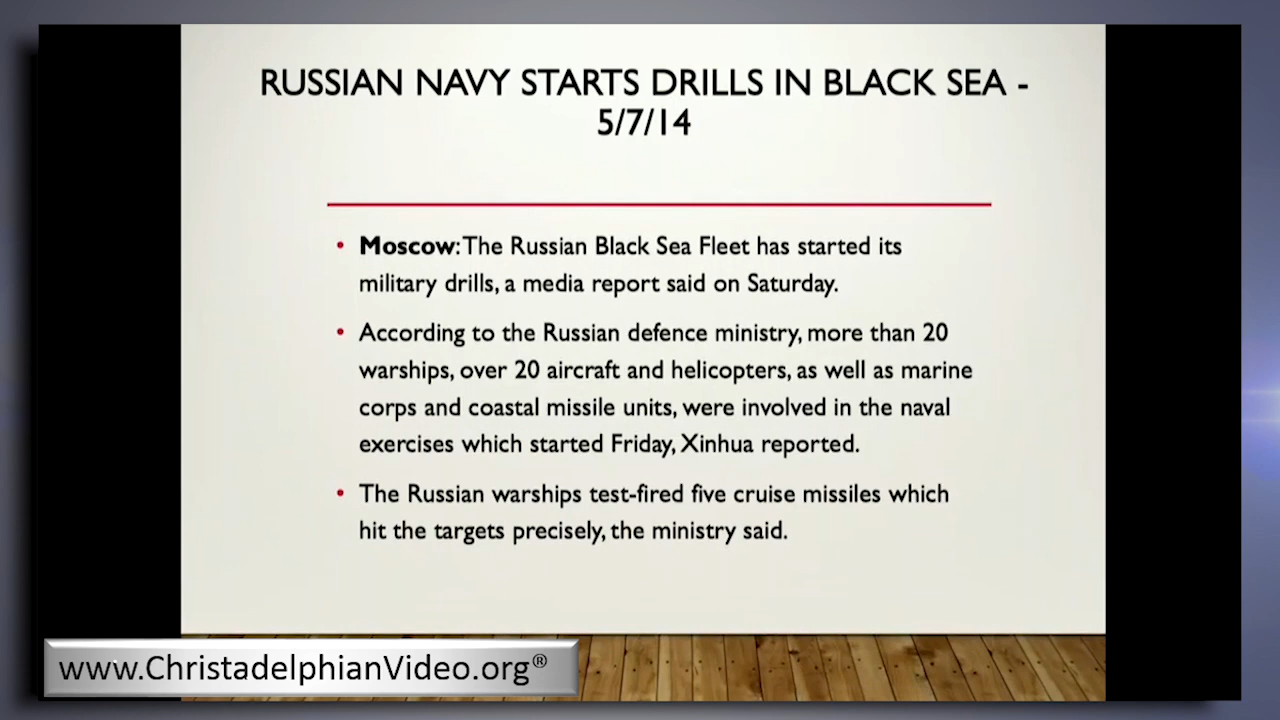 RUSSIAN NAVY STARTS DRILLS IN BLACK SEA -
5/7/14
• Moscow: The Russian Black Sea Fleet has started its
military drills, a media report said on Saturday.
• According to the Russian defence ministry, more than 20
warships, over 20 aircraft and helicopters, as well as marine
corps and coastal missile units, were involved in the naval
exercises which started Friday, Xinhua reported.
• The Russian warships test-fired five cruise missiles which
hit the targets precisely, the ministry said.
www.ChristadelphianVideo.org®